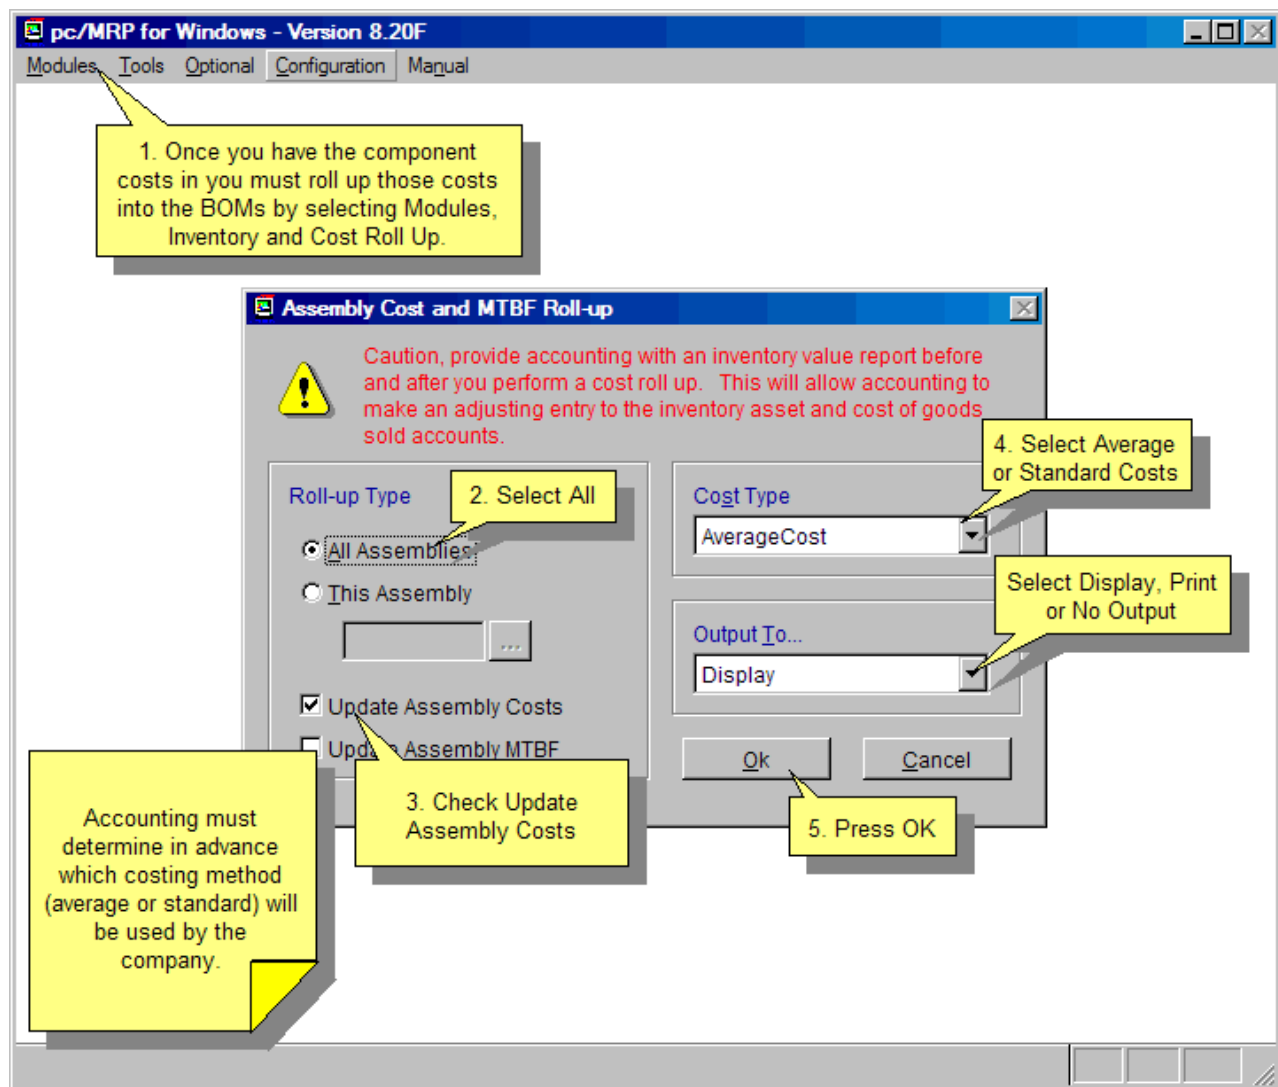 pc/MRP for Windows - Version 8.20F
Modules Tools Optional Configuration Manual
1. Once you have the component
costs in you must roll up those costs
into the BOMs by selecting Modules,
Inventory and Cost Roll Up.
Assembly Cost and MTBF Roll-up
Caution, provide accounting with an inventory value report before
and after you perform a cost roll up. This will allow accounting to
make an adjusting entry to the inventory asset and cost of goods
sold accounts.
4. Select Average
or Standard Costs
Roll-up Type
2. Select All
Cost Type
AverageCost
All Assemblies
This Assembly
...
Select Display, Print
or No Output
Output To...
Display
Update Assembly Costs
Update Assembly MTBF
Ok
Cancel
3. Check Update
Assembly Costs
5. Press OK
Accounting must
determine in advance
which costing method
(average or standard) will
be used by the
company.